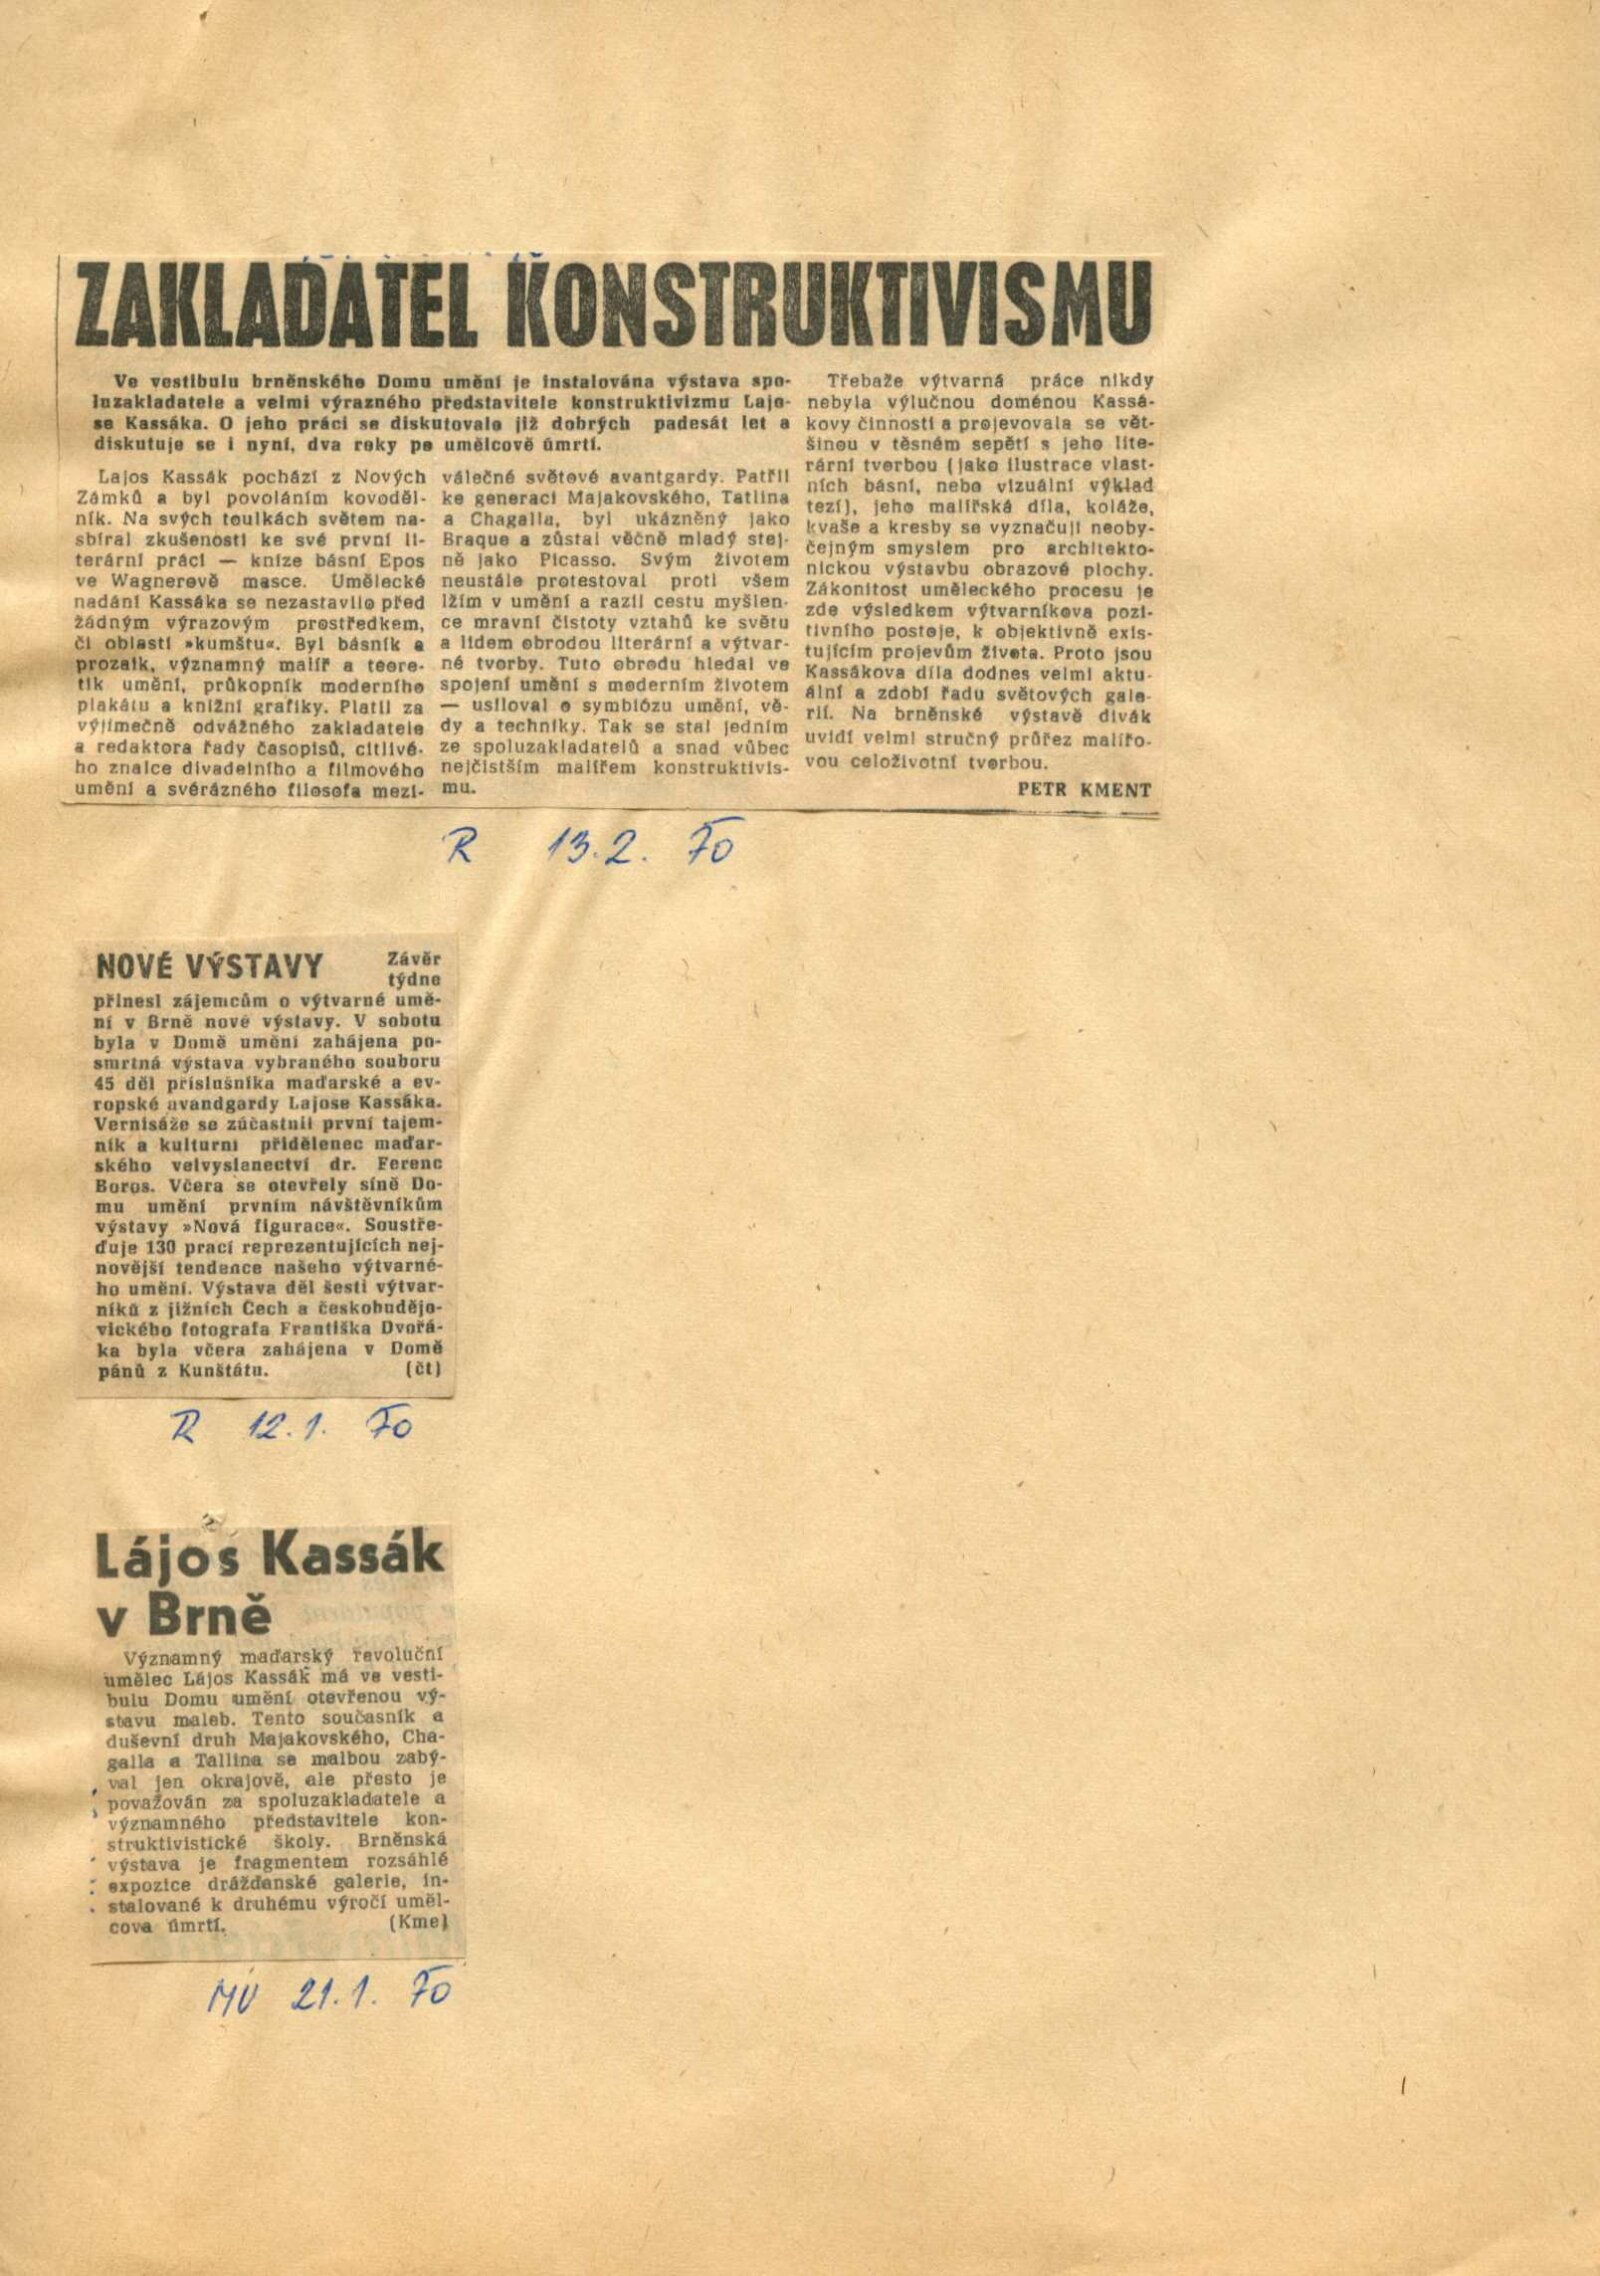 ZAKLADATEL KONSTRUKTIVISMU
Ve vestibulu brněnského Domu umění je instalována výstava spo-
luzakladatele a velmi výrazného představitele konstruktivizmu Lajo-
se Kassáka. O jeho práci se diskutovalo již dobrých padesát let a
diskutuje se i nyní, dva roky po umělcově úmrtí.
Lajos Kassák pochází z Nových
Zámků a byl povoláním kovoděl-
ník. Na svých toulkách světem na-
sbíral zkušenosti ke své první li-
terární práci — knize básní Epos
ve Wagnerově masce. Umělecké
nadání Kassáka se nezastavilo před
žádným výrazovým prostředkem,
či oblastí »kumštu«. Byl básník a
prozaik, významný malíř a teore-
tik umění, průkopník moderního
plakátu a knižní grafiky. Platil za
výjimečně odvážného zakladatele
a redaktora řady časopisů, citlivé-
ho znalce divadelního a filmového
umění a svérázného filosofa mezi-
válečné světové avantgardy. Patřil
ke generaci Majakovského, Tatlina
a Chagalla, byl ukázněný jako
Braque a zůstal věčně mladý stej-
ně jako Picasso. Svým životem
neustále protestoval proti všem
lžím v umění a razil cestu myšlen-
ce mravní čistoty vztahů ke světu
a lidem obrodou literární a výtvar-
né tvorby. Tuto obrodu hledal ve
spojení umění s moderním životem
— usiloval o symbiózu umění, vě-
dy a techniky. Tak se stal jedním
ze spoluzakladatelů a snad vůbec
nejčistším malířem konstruktivis-
mu.
Třebaže výtvarná práce nikdy
nebyla výlučnou doménou Kassá-
kovy činnosti a projevovala se vět-
šinou v těsném sepětí s jeho lite-
rární tvorbou (jako ilustrace vlast-
ních básní, nebo vizuální výklad
tezí), jeho malířská díla, koláže,
kvaše a kresby se vyznačují neoby-
čejným smyslem pro architekto-
nickou výstavbu obrazové plochy.
Zákonitost uměleckého procesu je
zde výsledkem výtvarníkova pozi-
tivního postoje, k objektivně exis-
tujícím projevům života. Proto jsou
Kassákova díla dodnes velmi aktu-
ální a zdobí řadu světových gale-
rií. Na brněnské výstavě divák
uvidí velmi stručný průřez malířo-
vou celoživotní tvorbou.
PETR KMENT
R 13.2. 70
NOVÉ VÝSTAVY Závěr
týdne
přinesl zájemcům o výtvarné umě-
ní v Brně nové výstavy. V sobotu
byla v Domě umění zahájena po-
smrtná výstava vybraného souboru
45 děl příslušníka maďarské a ev-
ropské avandgardy Lajose Kassáka.
Vernisáže se zúčastnil první tajem-
ník a kulturní přidělenec maďar-
ského velvyslanectví dr. Ferenc
Boros. Včera se otevřely síně Do-
mu umění prvním návštěvníkům
výstavy »Nová figurace«. Soustře-
ďuje 130 prací reprezentujících nej-
novější tendence našeho výtvarné-
ho umění. Výstava děl šesti výtvar-
níků z jižních Čech a českobudějo-
vického fotografa Františka Dvořá-
ka byla včera zahájena v Domě
pánů z Kunštátu. (čt)
R 12.1. 70
Lájos Kassák
v Brně
Významný maďarský revoluční
umělec Lájos Kassák má ve vesti-
bulu Domu umění otevřenou vý-
stavu maleb. Tento současník a
duševní druh Majakovského, Cha-
galla a Tallina se malbou zabý-
val jen okrajově, ale přesto je
považován za spoluzakladatele a
významného představitele kon-
struktivistické školy. Brněnská
výstava je fragmentem rozsáhlé
expozice drážďanské galerie, in-
stalované k druhému výročí uměl-
cova úmrtí. (Kme)
MV 21.1. 70